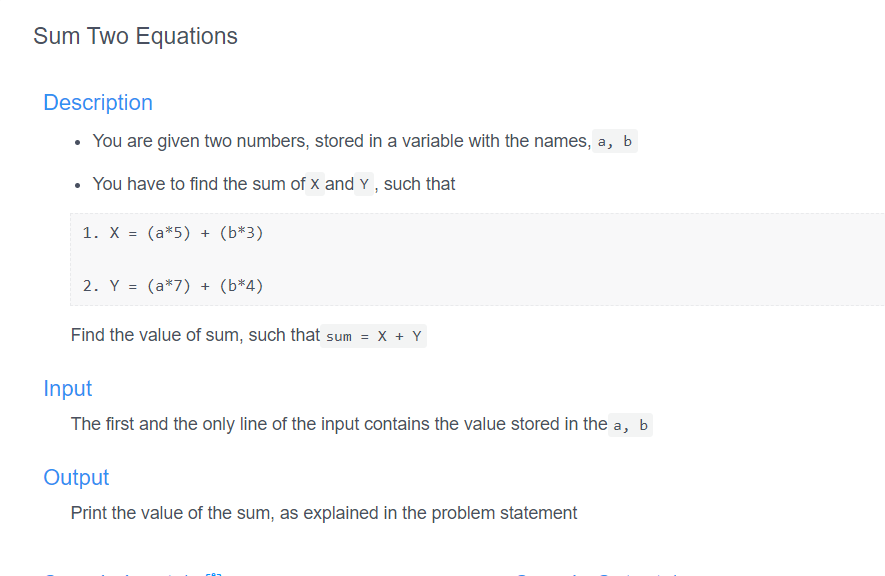 Sum Two Equations
Description
You are given two numbers, stored in a variable with the names, a, b
You have to find the sum of X and Y , such that
1. X = (a*5) + (b*3)
2. Y = (a*7) + (b*4)
Find the value of sum, such that sum = X + Y
Input
The first and the only line of the input contains the value stored in the a, b
Output
Print the value of the sum, as explained in the problem statement